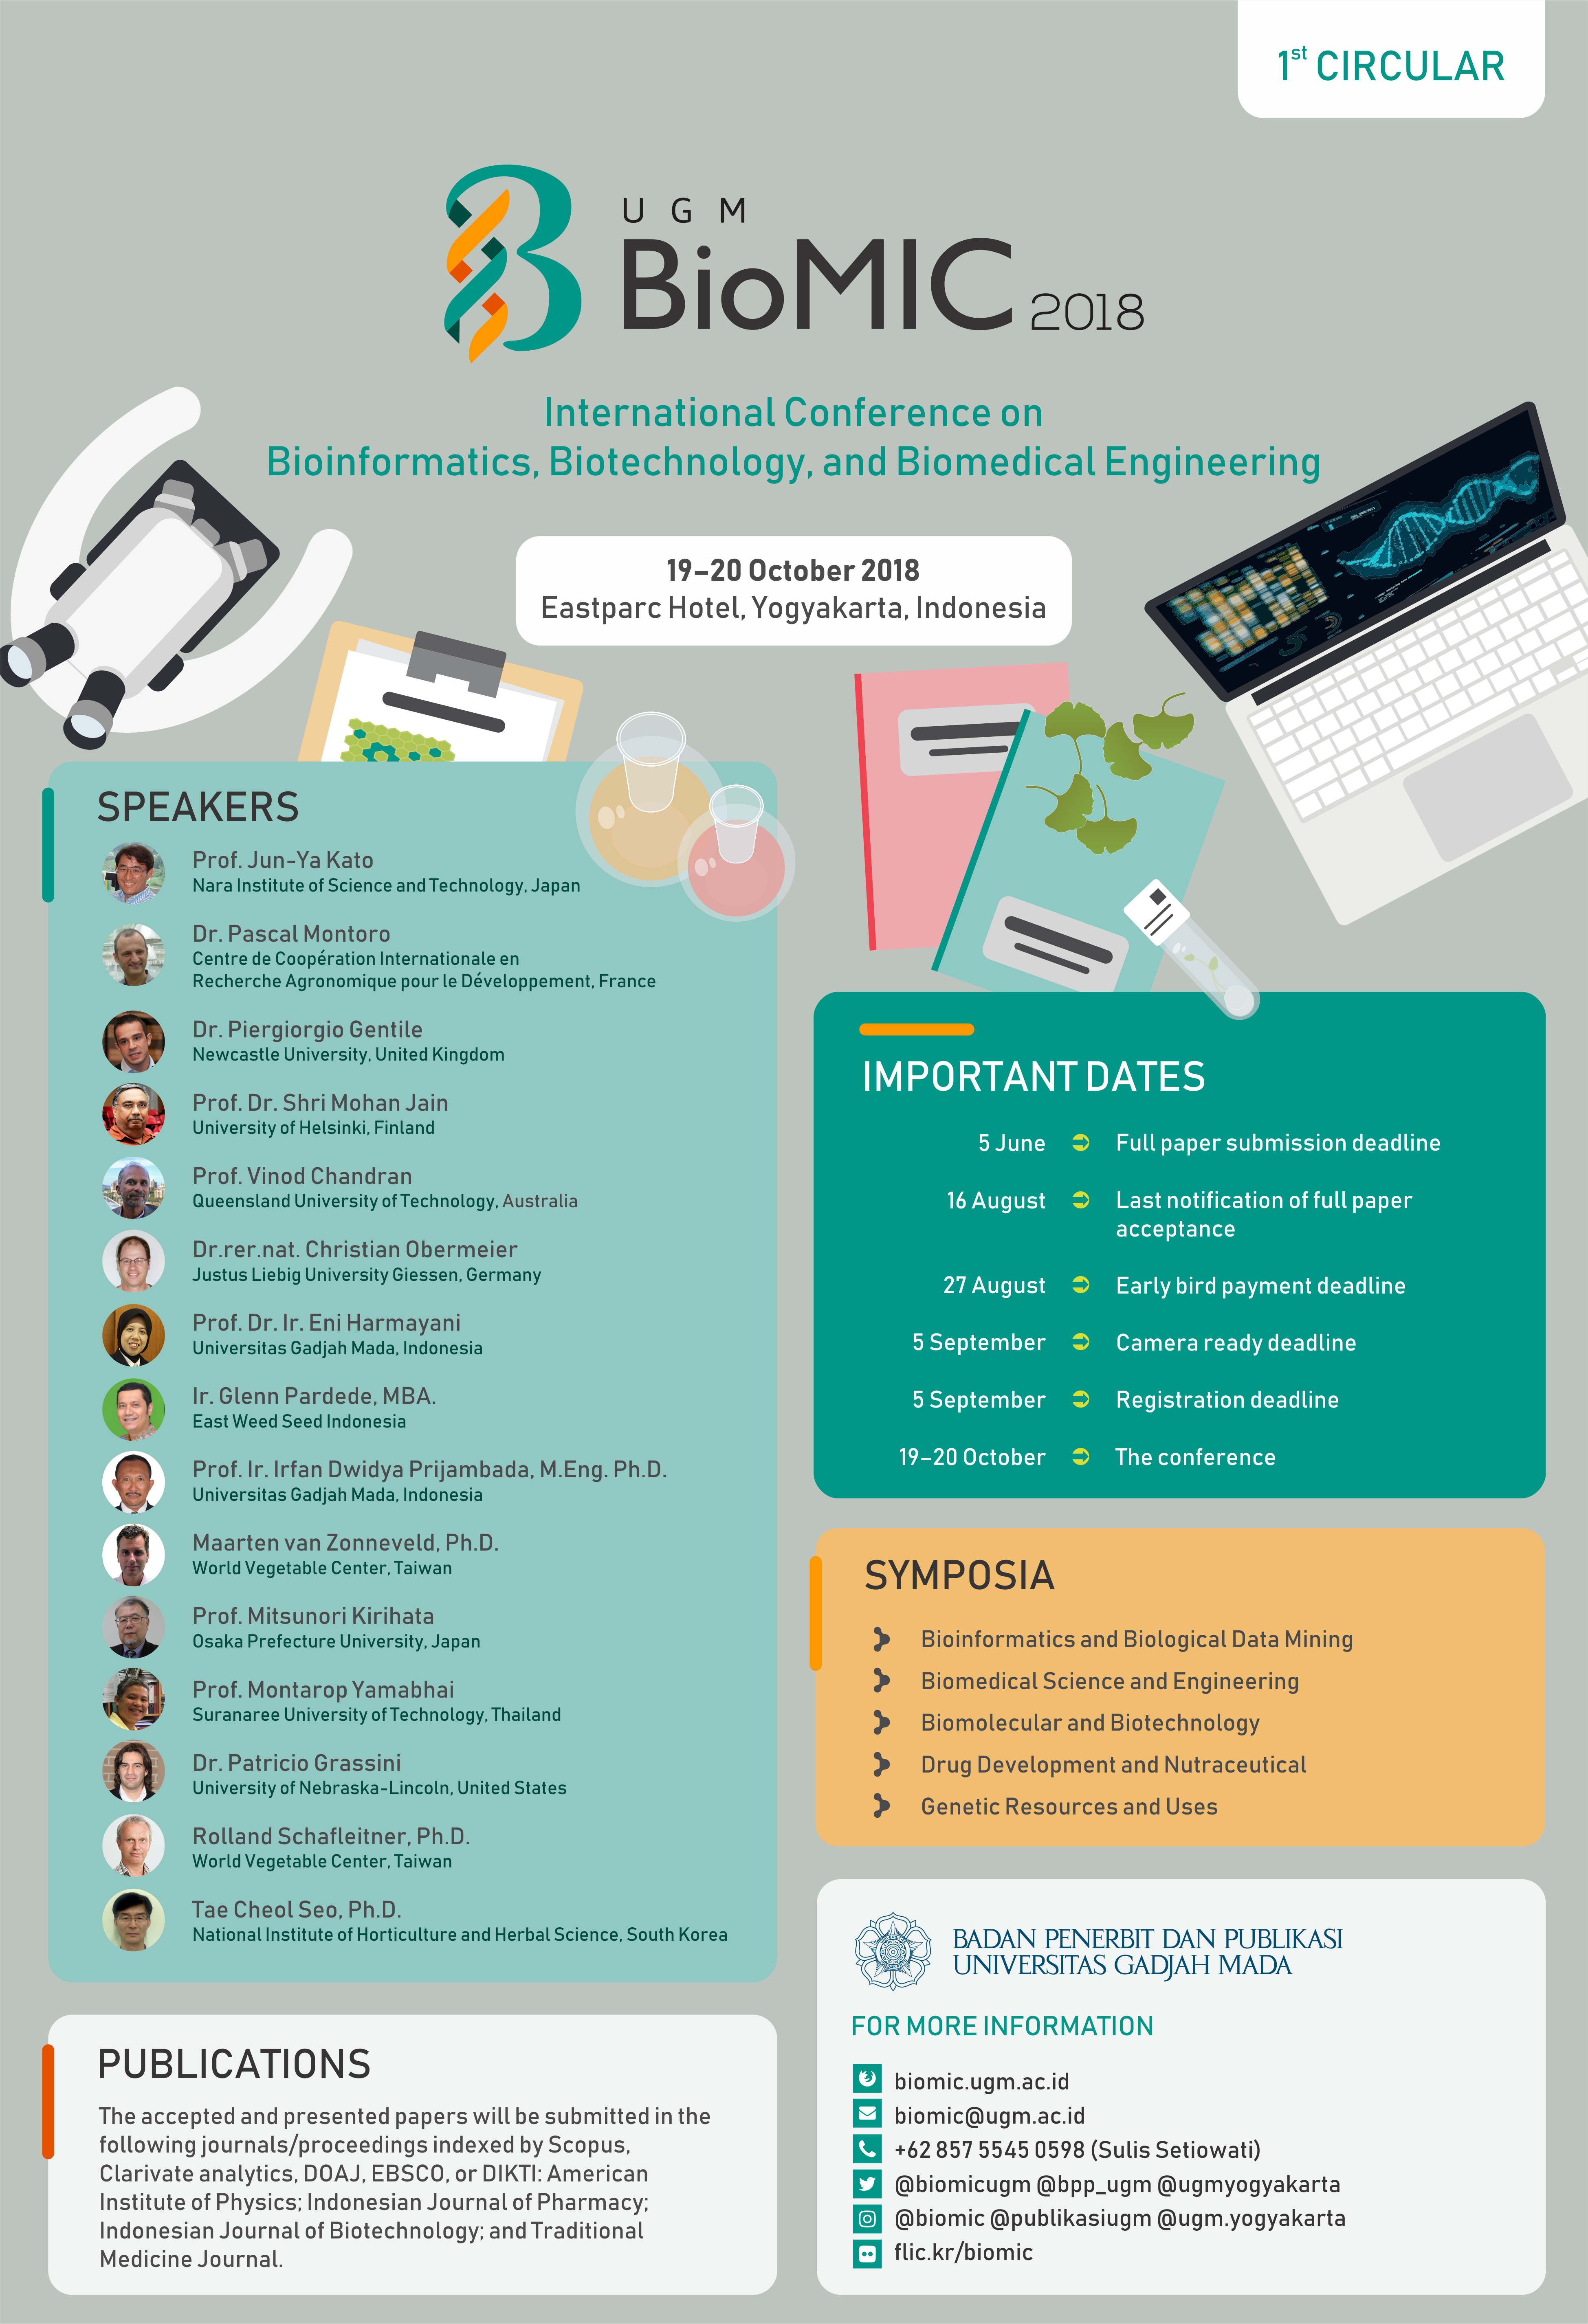 1st CIRCULAR
UGM
BioMIC 2018
International Conference on
Bioinformatics, Biotechnology, and Biomedical Engineering
19–20 October 2018
Eastparc Hotel, Yogyakarta, Indonesia
SPEAKERS
Prof. Jun-Ya Kato
Nara Institute of Science and Technology, Japan
Dr. Pascal Montoro
Centre de Coopération Internationale en
Recherche Agronomique pour le Développement, France
Dr. Piergiorgio Gentile
Newcastle University, United Kingdom
Prof. Dr. Shri Mohan Jain
University of Helsinki, Finland
Prof. Vinod Chandran
Queensland University of Technology, Australia
Dr.rer.nat. Christian Obermeier
Justus Liebig University Giessen, Germany
Prof. Dr. Ir. Eni Harmayani
Universitas Gadjah Mada, Indonesia
Ir. Glenn Pardede, MBA.
East Weed Seed Indonesia
Prof. Ir. Irfan Dwidya Prijambada, M.Eng. Ph.D.
Universitas Gadjah Mada, Indonesia
Maarten van Zonneveld, Ph.D.
World Vegetable Center, Taiwan
Prof. Mitsunori Kirihata
Osaka Prefecture University, Japan
Prof. Montarop Yamabhai
Suranaree University of Technology, Thailand
Dr. Patricio Grassini
University of Nebraska-Lincoln, United States
Rolland Schafleitner, Ph.D.
World Vegetable Center, Taiwan
Tae Cheol Seo, Ph.D.
National Institute of Horticulture and Herbal Science, South Korea
PUBLICATIONS
The accepted and presented papers will be submitted in the
following journals/proceedings indexed by Scopus,
Clarivate analytics, DOAJ, EBSCO, or DIKTI: American
Institute of Physics; Indonesian Journal of Pharmacy;
Indonesian Journal of Biotechnology; and Traditional
Medicine Journal.
IMPORTANT DATES
5 June Full paper submission deadline
16 August Last notification of full paper
acceptance
27 August Early bird payment deadline
5 September Camera ready deadline
5 September Registration deadline
19–20 October The conference
SYMPOSIA
Bioinformatics and Biological Data Mining
Biomedical Science and Engineering
Biomolecular and Biotechnology
Drug Development and Nutraceutical
Genetic Resources and Uses
BADAN PENERBIT DAN PUBLIKASI
UNIVERSITAS GADJAH MADA
FOR MORE INFORMATION
biomic.ugm.ac.id
biomic@ugm.ac.id
+62 857 5545 0598 (Sulis Setiowati)
@biomicugm @bpp_ugm @ugmyogyakarta
@biomic @publikasiugm @ugm.yogyakarta
flic.kr/biomic